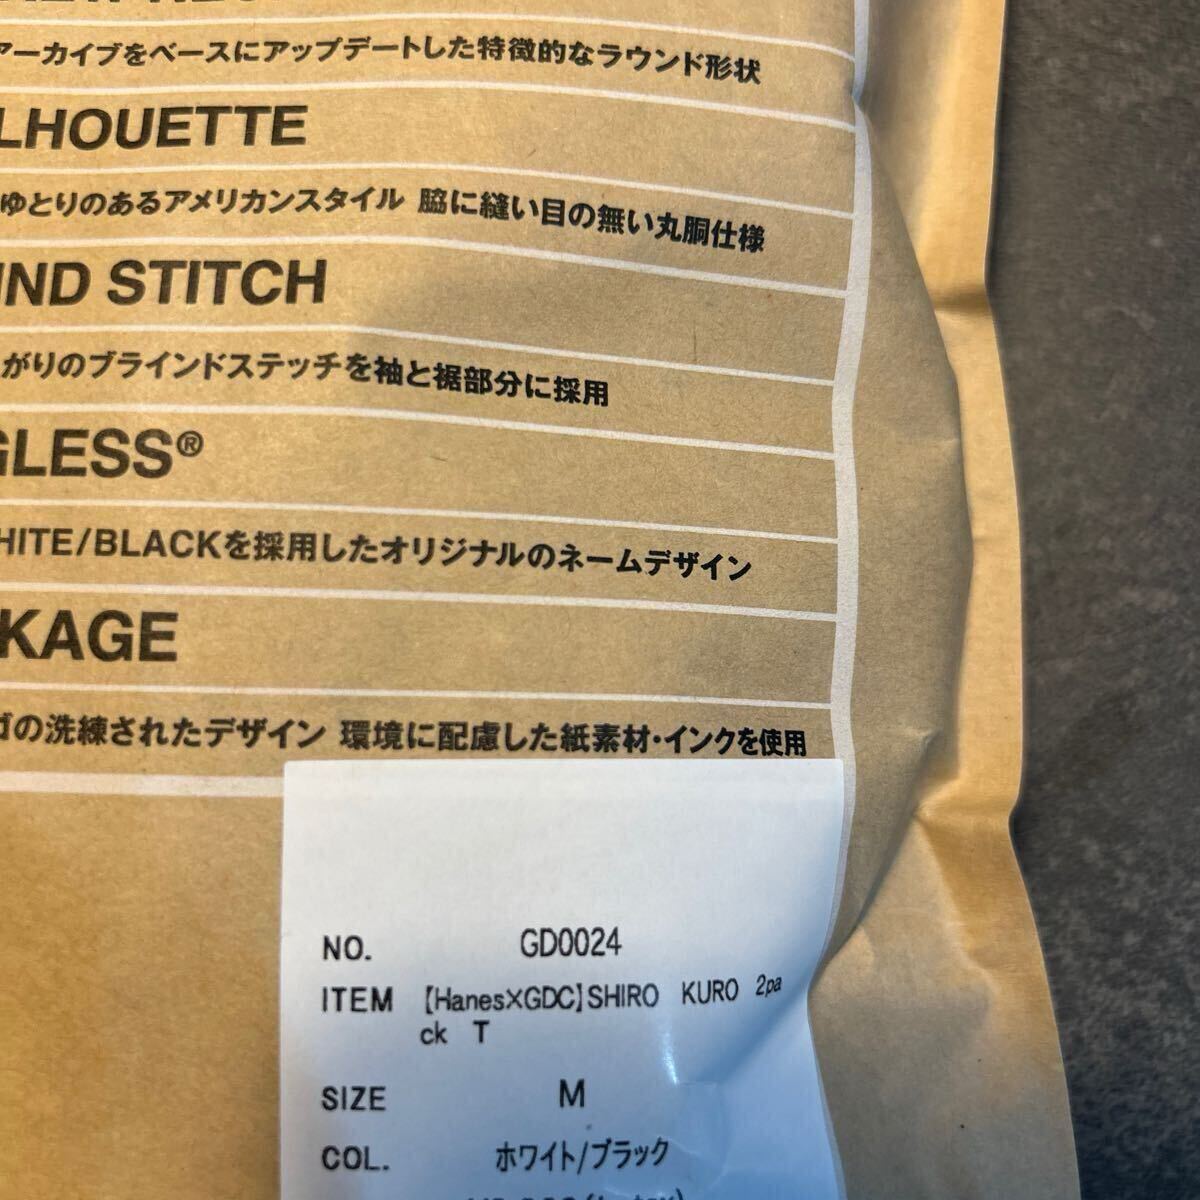 アーカイブをベースにアップデートした特徴的なラウンド形状
LHOUETTE
ゆとりのあるアメリカンスタイル 脇に縫い目の無い丸胴仕様
IND STITCH
がりのブラインドステッチを袖と裾部分に採用
GLESS®
HITE/BLACKを採用したオリジナルのネームデザイン
KAGE
ゴの洗練されたデザイン 環境に配慮した紙素材・インクを使用
NO. GD0024
ITEM 【Hanes×GDC】SHIRO KURO 2pa
ck T
SIZE M
COL. ホワイト/ブラック